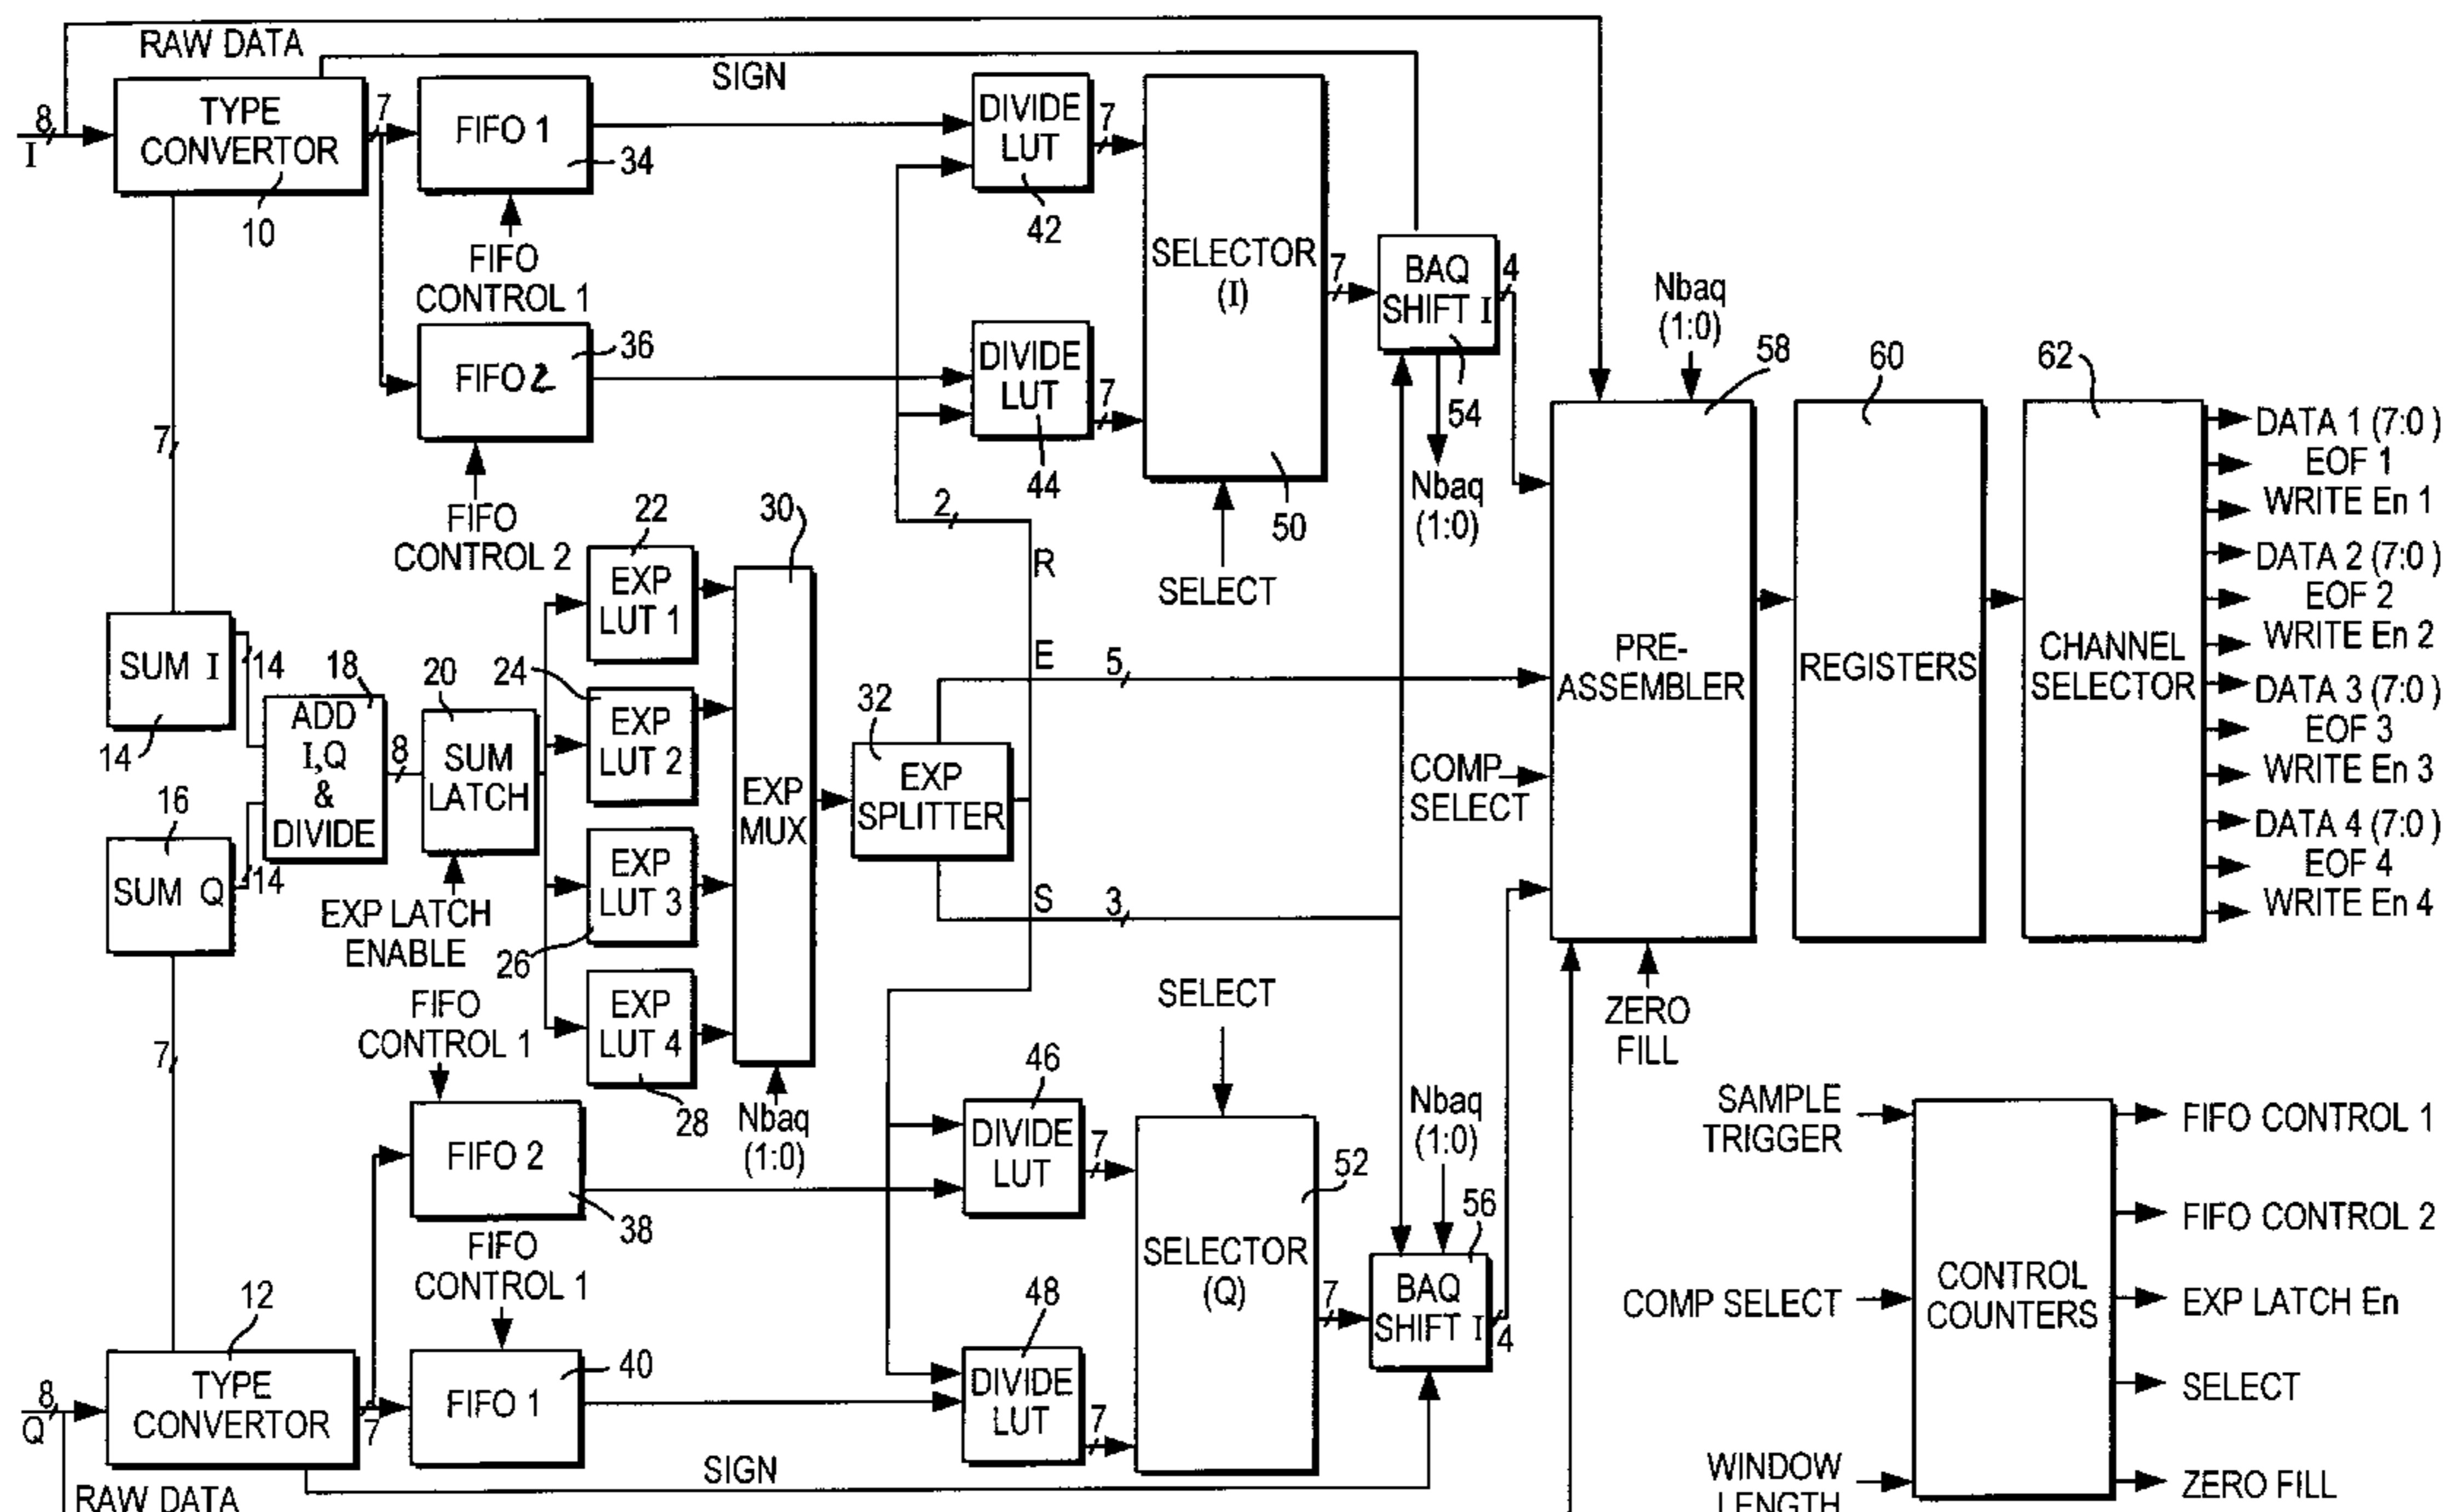 RAW DATA
SIGN
8
I
TYPE
CONVERTOR
10
7
FIFO 1
34
FIFO
CONTROL 1
FIFO 2
36
FIFO
CONTROL 2
DIVIDE
LUT
42
7
DIVIDE
LUT
44
7
SELECTOR
(I)
50
SELECT
7
BAQ
SHIFT I
54
4
Nbaq
(1:0)
Nbaq
(1:0)
58
PRE-
ASSEMBLER
60
REGISTERS
62
CHANNEL
SELECTOR
DATA 1 (7:0)
EOF 1
WRITE En 1
DATA 2 (7:0)
EOF 2
WRITE En 2
DATA 3 (7:0)
EOF 3
WRITE En 3
DATA 4 (7:0)
EOF 4
WRITE En 4
7
SUM I
14
14
16
SUM Q
14
18
ADD
I,Q
&
DIVIDE
8
20
SUM
LATCH
EXP LATCH
ENABLE
22
EXP
LUT 1
24
EXP
LUT 2
26
EXP
LUT 3
28
EXP
LUT 4
30
EXP
MUX
Nbaq
(1:0)
32
EXP
SPLITTER
2
R
E
5
S
3
COMP
SELECT
ZERO
FILL
7
FIFO
CONTROL 1
FIFO 2
38
FIFO
CONTROL 1
FIFO 1
40
12
TYPE
CONVERTOR
7
8
Q
RAW DATA
SIGN
46
DIVIDE
LUT
7
48
DIVIDE
LUT
7
SELECT
52
SELECTOR
(Q)
7
Nbaq
(1:0)
56
BAQ
SHIFT I
4
SAMPLE
TRIGGER
COMP SELECT
WINDOW
LENGTH
CONTROL
COUNTERS
FIFO CONTROL 1
FIFO CONTROL 2
EXP LATCH En
SELECT
ZERO FILL